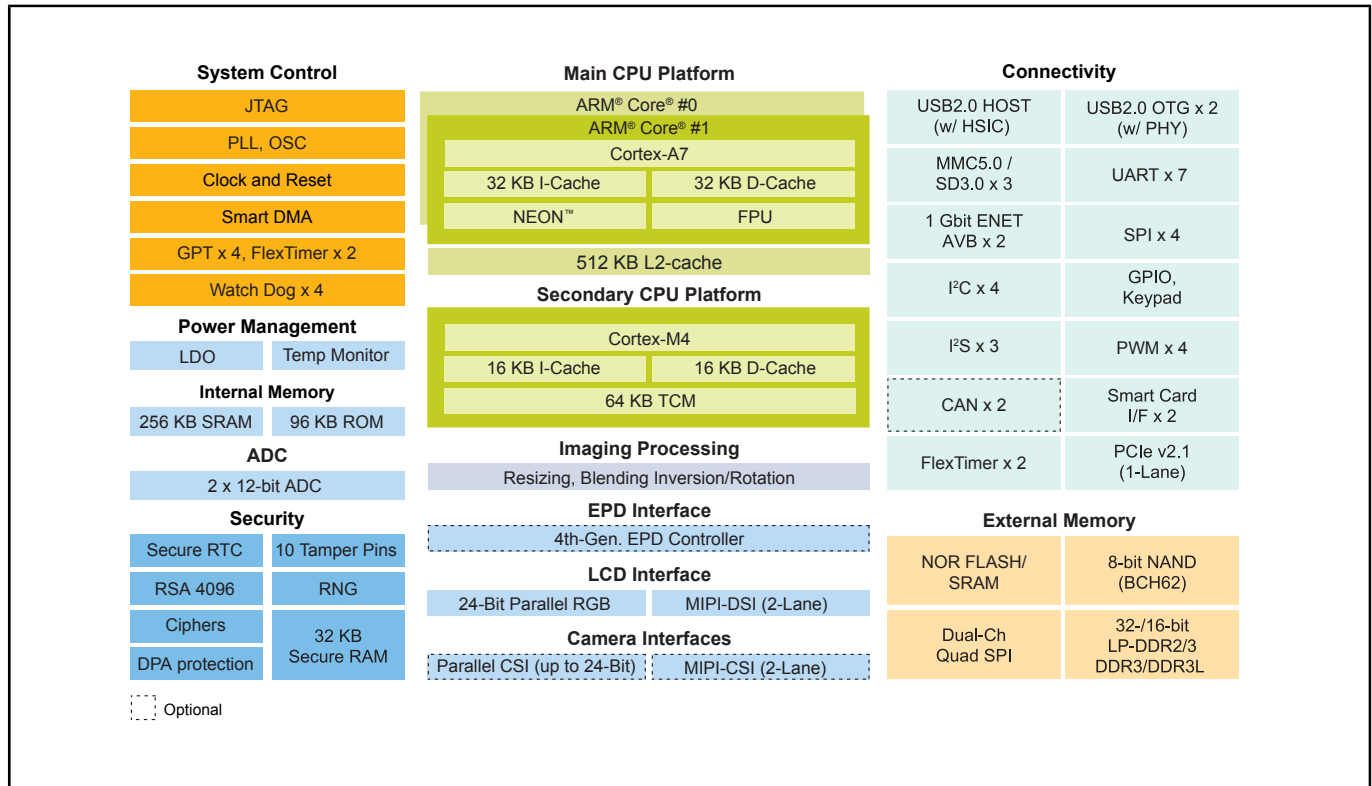 System Control
JTAG
PLL, OSC
Clock and Reset
Smart DMA
GPT x 4, FlexTimer x 2
Watch Dog x 4
Power Management
LDO
Temp Monitor
Internal Memory
256 KB SRAM
96 KB ROM
ADC
2 x 12-bit ADC
Security
Secure RTC
10 Tamper Pins
RSA 4096
RNG
Ciphers
DPA protection
32 KB
Secure RAM
Optional
Main CPU Platform
ARM® Core® #0
ARM® Core® #1
Cortex-A7
32 KB I-Cache
32 KB D-Cache
NEON™
FPU
512 KB L2-cache
Secondary CPU Platform
Cortex-M4
16 KB I-Cache
16 KB D-Cache
64 KB TCM
Imaging Processing
Resizing, Blending Inversion/Rotation
EPD Interface
4th-Gen. EPD Controller
LCD Interface
24-Bit Parallel RGB
MIPI-DSI (2-Lane)
Camera Interfaces
Parallel CSI (up to 24-Bit)
MIPI-CSI (2-Lane)
Connectivity
USB2.0 HOST
(w/ HSIC)
USB2.0 OTG x 2
(w/ PHY)
MMC5.0 /
SD3.0 x 3
UART x 7
1 Gbit ENET
AVB x 2
SPI x 4
I²C x 4
GPIO,
Keypad
I²S x 3
PWM x 4
CAN x 2
Smart Card
I/F x 2
FlexTimer x 2
PCIe v2.1
(1-Lane)
External Memory
NOR FLASH/
SRAM
8-bit NAND
(BCH62)
Dual-Ch
Quad SPI
32-/16-bit
LP-DDR2/3
DDR3/DDR3L